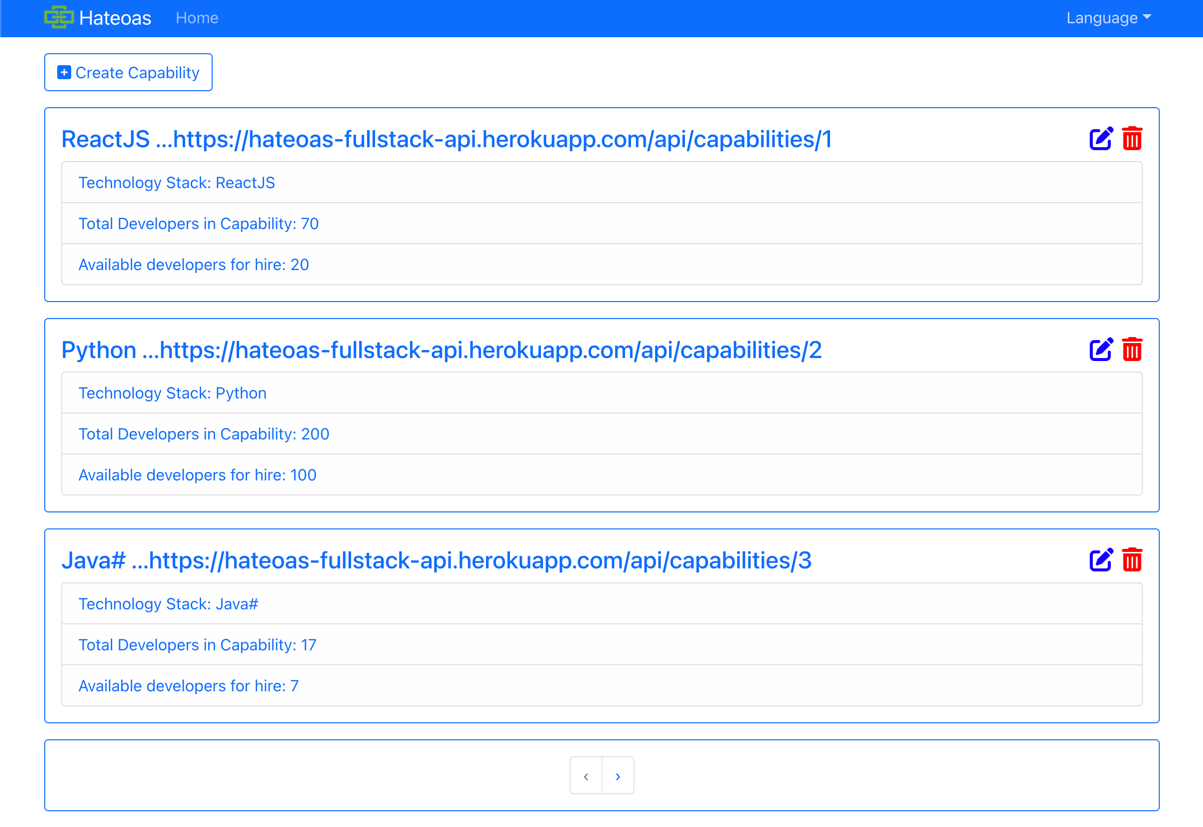 Hateoas Home Language
Create Capability
ReactJS ...https://hateoas-fullstack-api.herokuapp.com/api/capabilities/1
Technology Stack: ReactJS
Total Developers in Capability: 70
Available developers for hire: 20
Python ...https://hateoas-fullstack-api.herokuapp.com/api/capabilities/2
Technology Stack: Python
Total Developers in Capability: 200
Available developers for hire: 100
Java# ...https://hateoas-fullstack-api.herokuapp.com/api/capabilities/3
Technology Stack: Java#
Total Developers in Capability: 17
Available developers for hire: 7
‹ ›